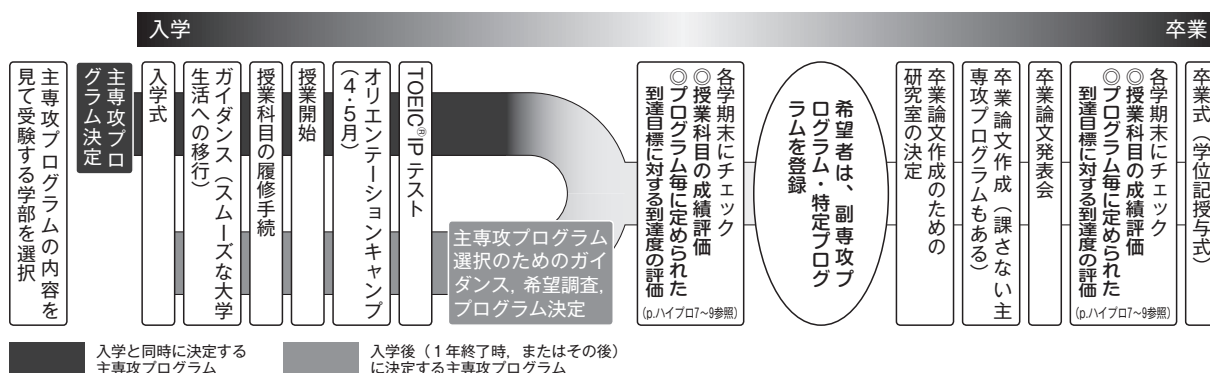 入学
卒業
主専攻プログラムの内容を
見て受験する学部を選択
主専攻プロ
グラム決定
入学式
ガイダンス（スムーズな大学
生活への移行）
授業科目の履修手続
授業開始
オリエンテーションキャンプ
（4・5月）
TOEIC®IPテスト
主専攻プログラム
選択のためのガイ
ダンス，希望調査，
プログラム決定
各学期末にチェック
◎授業科目の成績評価
◎プログラム毎に定められた
到達目標に対する到達度の評価
(p.ハイプロ7～9参照)
希望者は、副専攻プ
ログラム・特定プログ
ラムを登録
卒業論文作成のための
研究室の決定
卒業論文作成（課さない主
専攻プログラムもある）
卒業論文発表会
各学期末にチェック
◎授業科目の成績評価
◎プログラム毎に定められた
到達目標に対する到達度の評価
(p.ハイプロ7～9参照)
卒業式（学位記授与式）
入学と同時に決定する
主専攻プログラム
入学後（1年終了時，またはその後）
に決定する主専攻プログラム